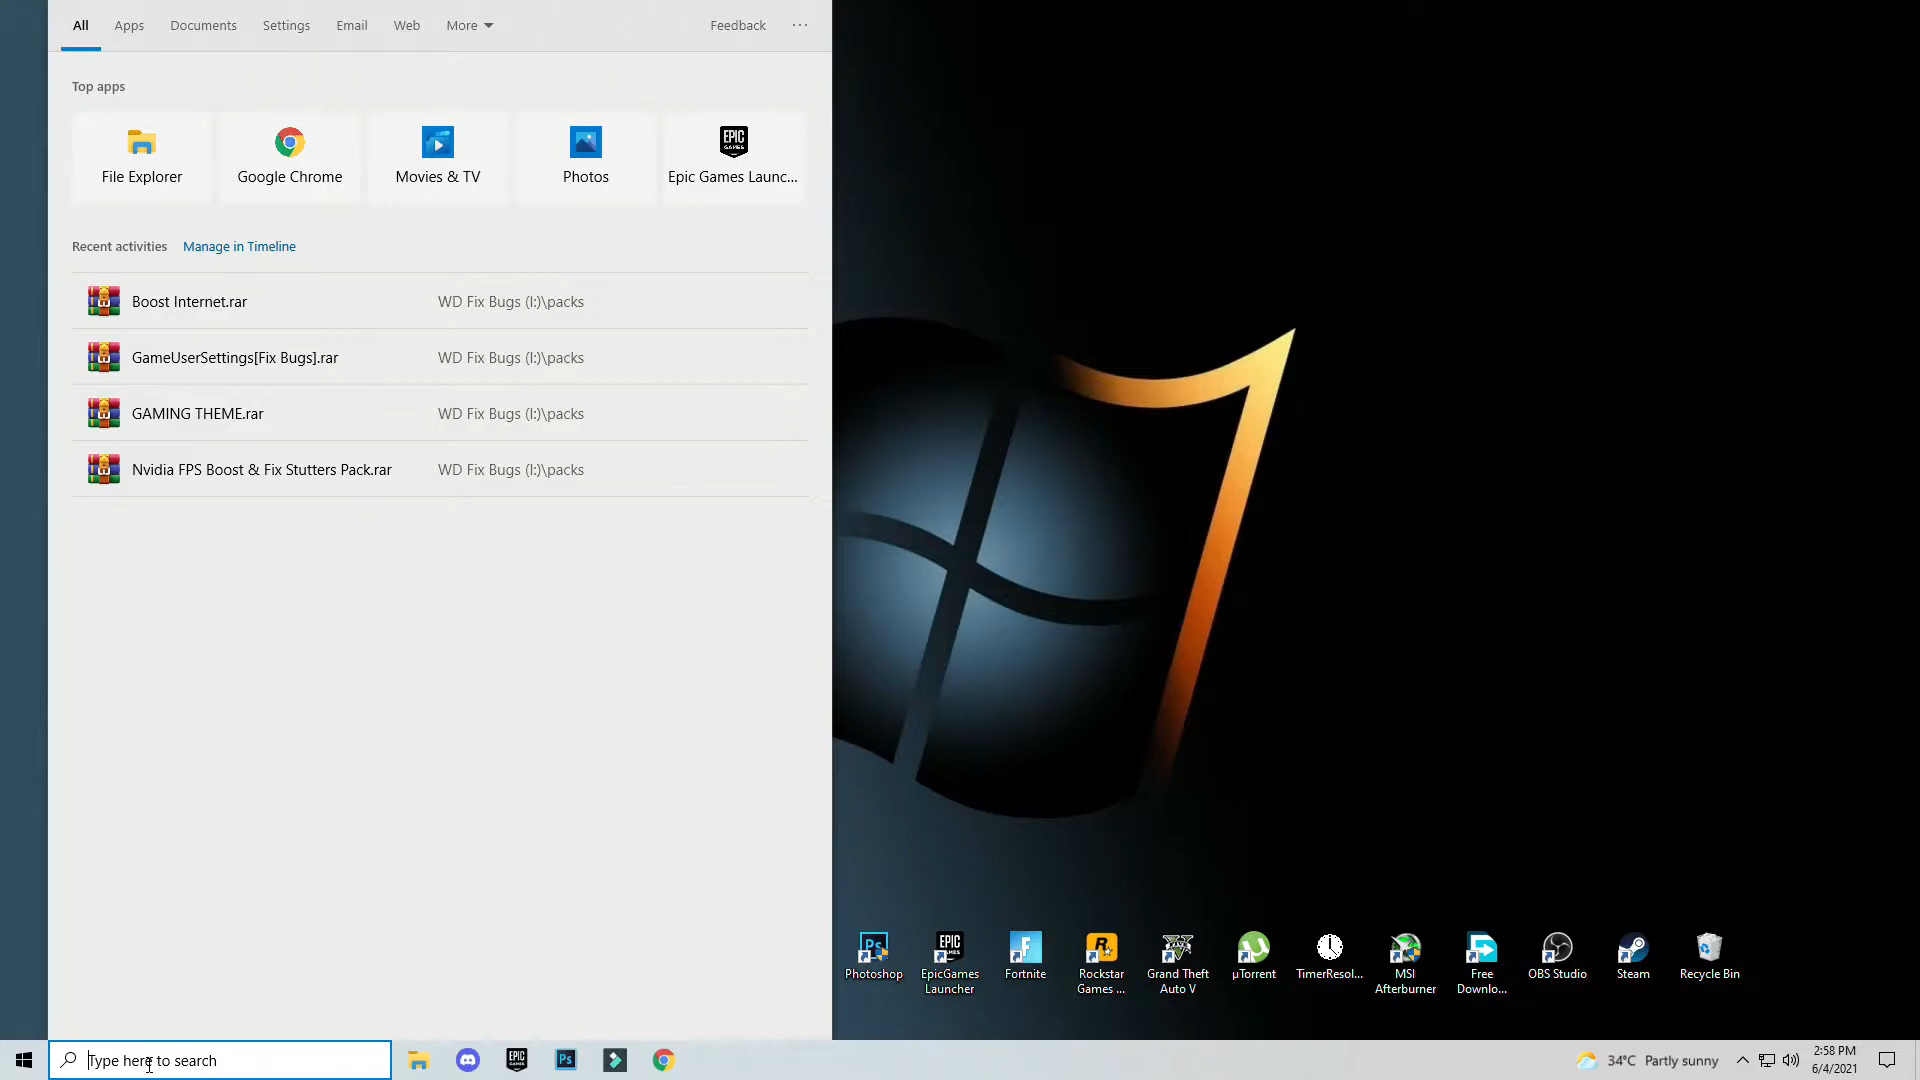 All Apps Documents Settings Email Web More Feedback ...
Top apps
File Explorer Google Chrome Movies & TV Photos Epic Games Launc...
Recent activities Manage in Timeline
Boost Internet.rar WD Fix Bugs (I:)\packs
GameUserSettings[Fix Bugs].rar WD Fix Bugs (I:)\packs
GAMING THEME.rar WD Fix Bugs (I:)\packs
Nvidia FPS Boost & Fix Stutters Pack.rar WD Fix Bugs (I:)\packs
Photoshop
EpicGames
Launcher
Fortnite
Rockstar
Games ...
Grand Theft
Auto V
µTorrent
TimerResol...
MSI
Afterburner
Free
Downlo...
OBS Studio
Steam
Recycle Bin
Type here to search
34°C Partly sunny
2:58 PM
6/4/2021